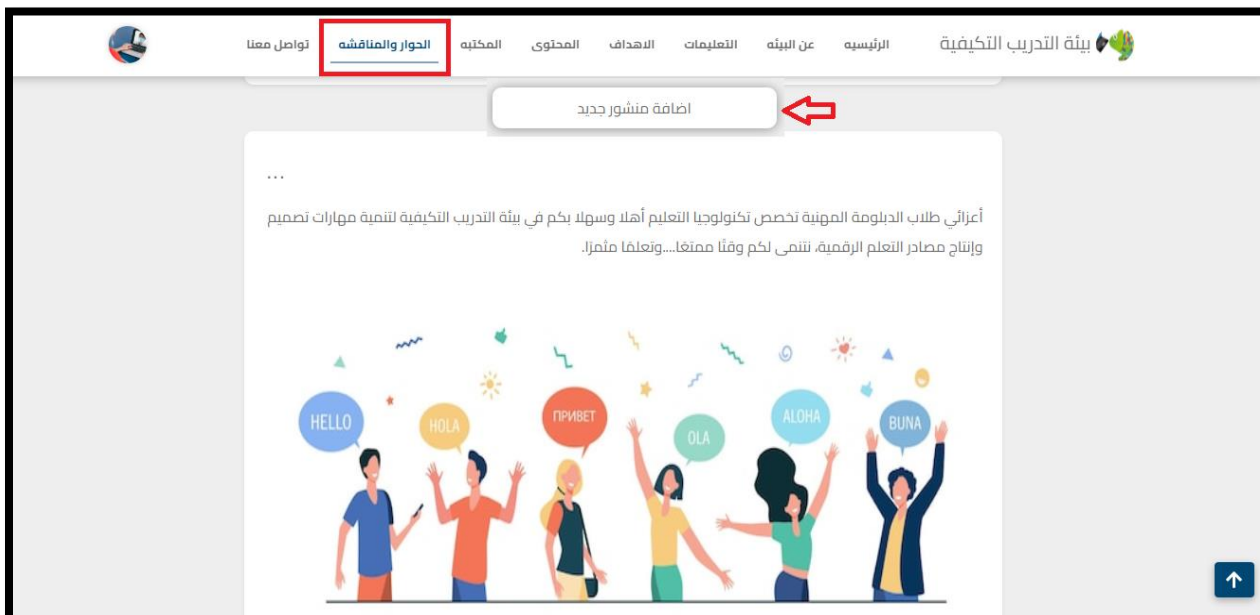 بيئة التدريب التكيفية
الرئيسيه
عن البيئه
التعليمات
الاهداف
المحتوى
المكتبه
الحوار والمناقشه
تواصل معنا
اضافة منشور جديد
...
أعزائي طلاب الدبلومة المهنية تخصص تكنولوجيا التعليم أهلا وسهلا بكم في بيئة التدريب التكيفية لتنمية مهارات تصميم
وإنتاج مصادر التعلم الرقمية، نتنمى لكم وقتًا ممتعًا....وتعلمًا مثمرًا.
HELLO
HOLA
ПРИВЕТ
OLA
ALOHA
BUNA